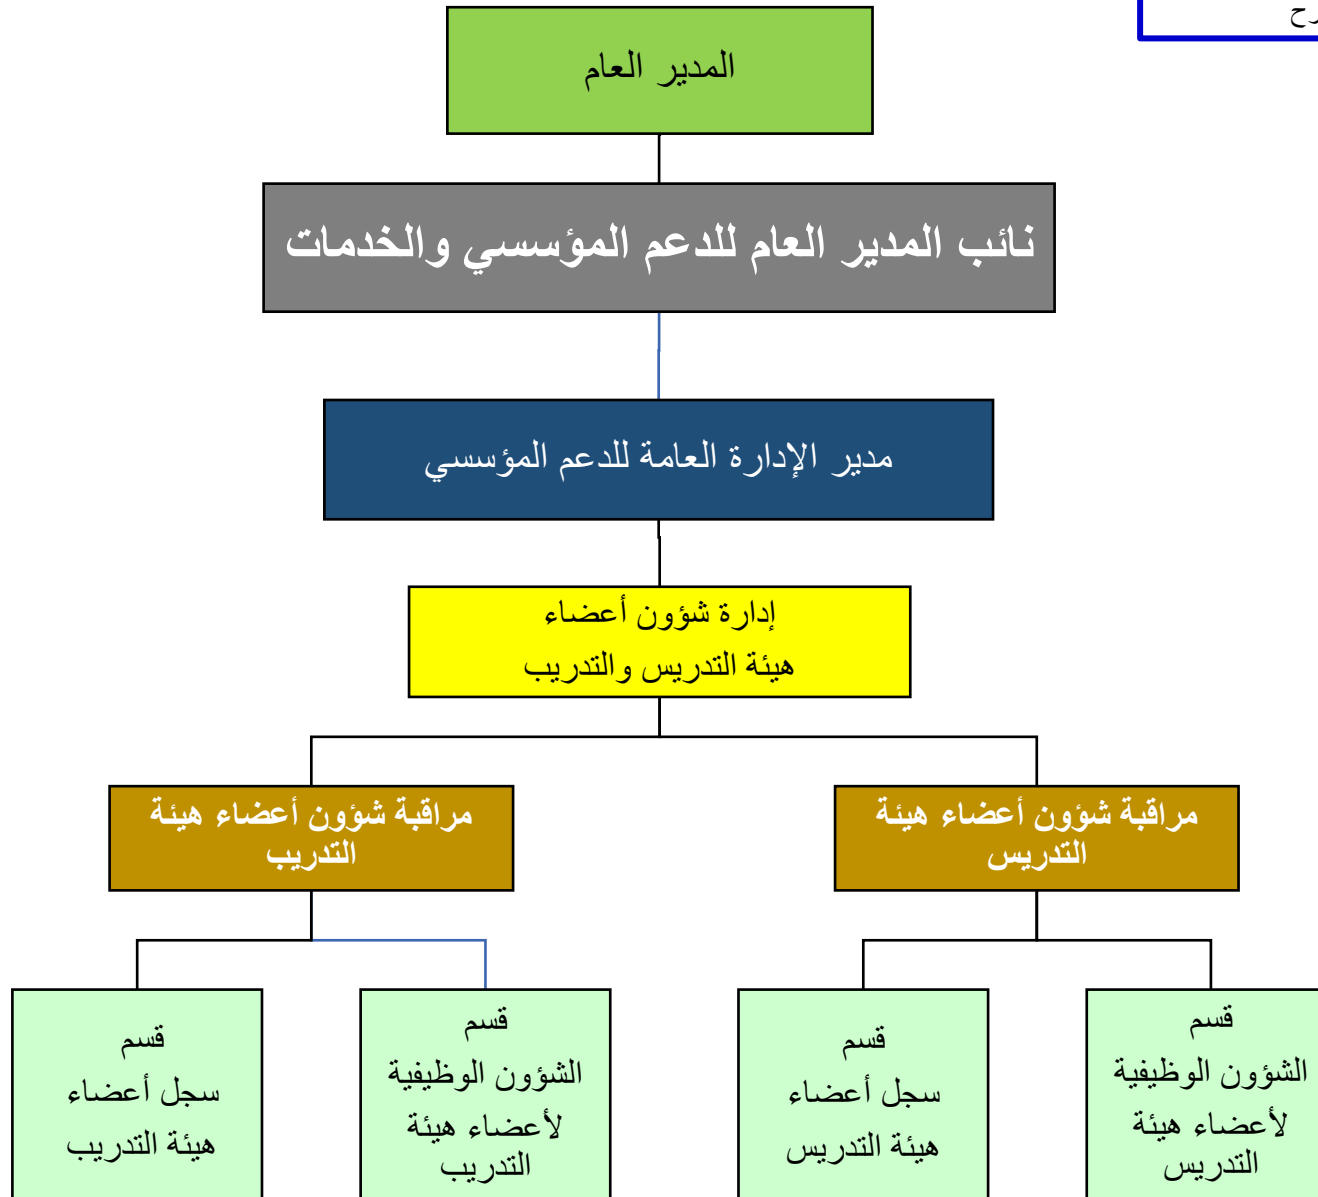 المدير العام
نائب المدير العام للدعم المؤسسي والخدمات
مدير الإدارة العامة للدعم المؤسسي
إدارة شؤون أعضاء
هيئة التدريس والتدريب
مراقبة شؤون أعضاء هيئة
التدريس
مراقبة شؤون أعضاء هيئة
التدريب
قسم
الشؤون الوظيفية
لأعضاء هيئة
التدريس
قسم
سجل أعضاء
هيئة التدريس
قسم
الشؤون الوظيفية
لأعضاء هيئة
التدريب
قسم
سجل أعضاء
هيئة التدريب